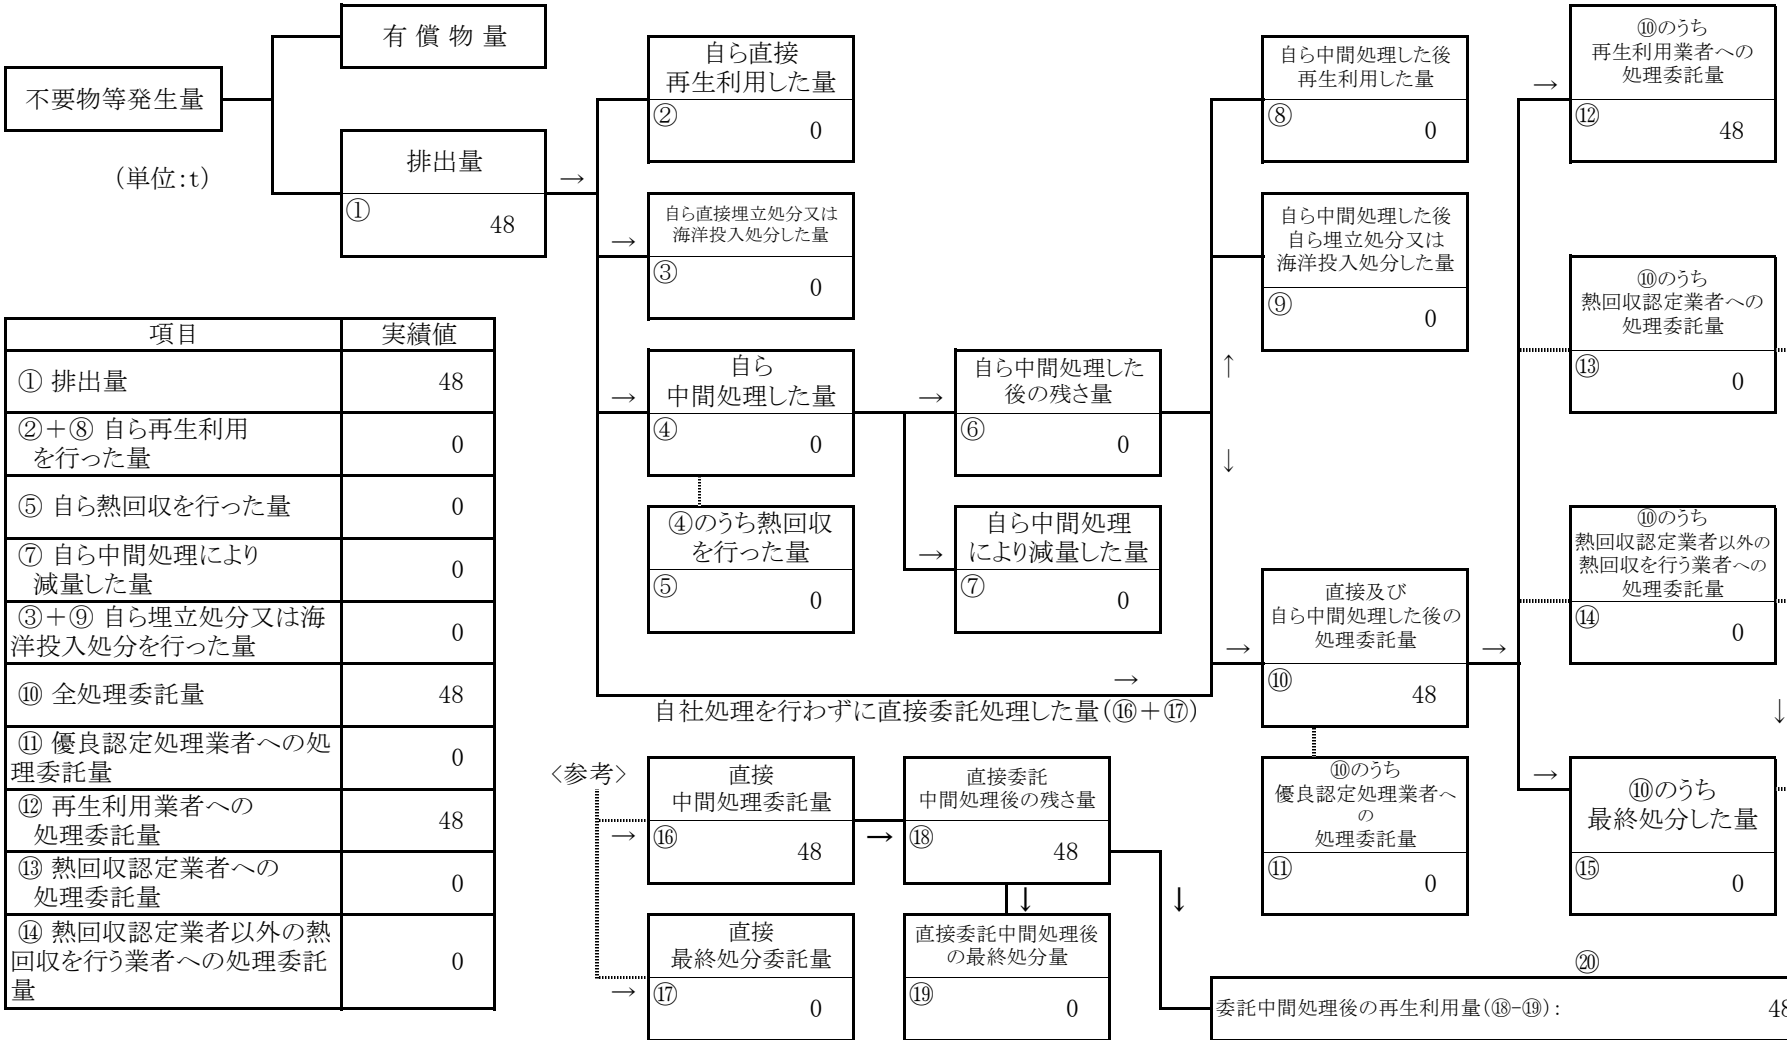 有 償 物 量
不要物等発生量
(単位:t)
排出量
①
48
→
自ら直接
再生利用した量
②
0
→
自ら直接埋立処分又は
海洋投入処分した量
③
0
→
自ら
中間処理した量
④
0
④のうち熱回収
を行った量
⑤
0
→
自ら中間処理した
後の残さ量
⑥
0
→
自ら中間処理
により減量した量
⑦
0
↑
↓
自ら中間処理した後
再生利用した量
⑧
0
自ら中間処理した後
自ら埋立処分又は
海洋投入処分した量
⑨
0
→
自社処理を行わずに直接委託処理した量(⑯+⑰)
→
直接及び
自ら中間処理した後の
処理委託量
⑩
48
→
⑩のうち
優良認定処理業者へ
の
処理委託量
⑪
0
→
⑩のうち
再生利用業者への
処理委託量
⑫
48
⑩のうち
熱回収認定業者への
処理委託量
⑬
0
⑩のうち
熱回収認定業者以外の
熱回収を行う業者への
処理委託量
⑭
0
↓
→
⑩のうち
最終処分した量
⑮
0
項目 実績値
① 排出量 48
②+⑧ 自ら再生利用
を行った量 0
⑤ 自ら熱回収を行った量 0
⑦ 自ら中間処理により
減量した量 0
③+⑨ 自ら埋立処分又は海
洋投入処分を行った量 0
⑩ 全処理委託量 48
⑪ 優良認定処理業者への処
理委託量 0
⑫ 再生利用業者への
処理委託量 48
⑬ 熱回収認定業者への
処理委託量 0
⑭ 熱回収認定業者以外の熱
回収を行う業者への処理委託
量 0
<参考>
→
直接
中間処理委託量
⑯
48
→
直接委託
中間処理後の残さ量
⑱
48
↓
↓
→
直接
最終処分委託量
⑰
0
直接委託中間処理後
の最終処分量
⑲
0
⑳
委託中間処理後の再生利用量(⑱-⑲): 48